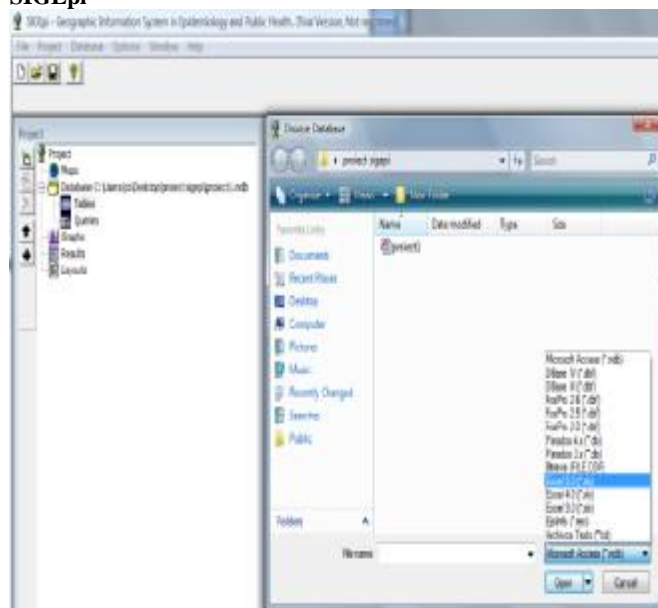 SIGEpi
SIGEpi - Geographic Information System in Epidemiology and Public Health. (Trial Version, Not registered)
File Project Database Options Window Help
Project
Project
Maps
Database C:\Users\
Tables
Queries
Graphs
Results
Layouts
Choose Database
project sigepi
Search
Organize Views New Folder
Favorite Links
Name Date modified Type Size
project1
Documents
Recent Places
Desktop
Computer
Pictures
Music
Recently Changed
Searches
Public
Folders
Microsoft Access (*.mdb)
DBase IV (*.dbf)
DBase III (*.dbf)
FoxPro 2.6 (*.dbf)
FoxPro 2.5 (*.dbf)
FoxPro 2.0 (*.dbf)
Paradox 4.x (*.db)
Paradox 3.x (*.db)
Btrieve (FILE.DDF)
Excel 5.0 (*.xls)
Excel 4.0 (*.xls)
Excel 3.0 (*.xls)
EpiInfo (*.rec)
Archivos Texto (*.txt)
File name
Microsoft Access (*.mdb)
Open Cancel